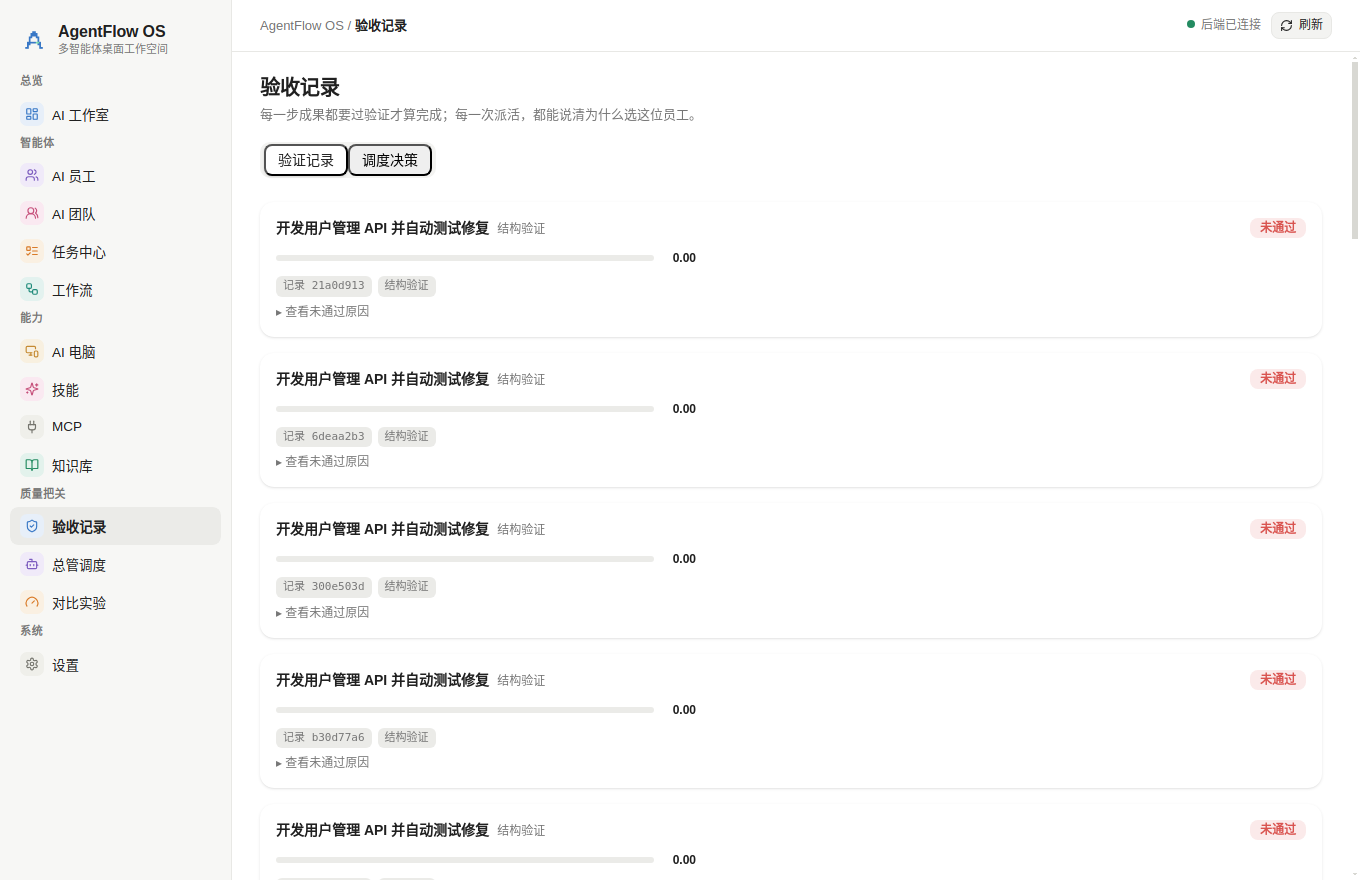 AgentFlow OS
多智能体桌面工作空间
总览
AI 工作室
智能体
AI 员工
AI 团队
任务中心
工作流
能力
AI 电脑
技能
MCP
知识库
质量把关
验收记录
总管调度
对比实验
系统
设置
AgentFlow OS / 验收记录
后端已连接
刷新
验收记录
每一步成果都要过验证才算完成；每一次派活，都能说清为什么选这位员工。
验证记录 调度决策
开发用户管理 API 并自动测试修复 结构验证 未通过
0.00
记录 21a0d913 结构验证
▸ 查看未通过原因
开发用户管理 API 并自动测试修复 结构验证 未通过
0.00
记录 6deaa2b3 结构验证
▸ 查看未通过原因
开发用户管理 API 并自动测试修复 结构验证 未通过
0.00
记录 300e503d 结构验证
▸ 查看未通过原因
开发用户管理 API 并自动测试修复 结构验证 未通过
0.00
记录 b30d77a6 结构验证
▸ 查看未通过原因
开发用户管理 API 并自动测试修复 结构验证 未通过
0.00